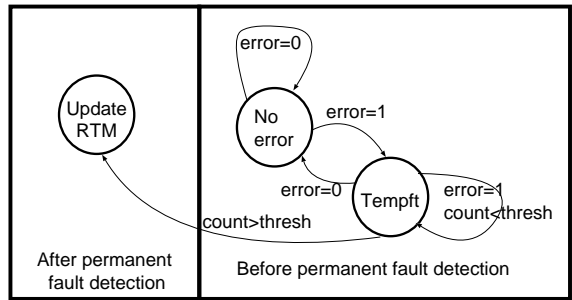 error=0
Update
RTM
No
error
error=1
error=0
Tempft
error=1
count<thresh
count>thresh
After permanent
fault detection
Before permanent fault detection